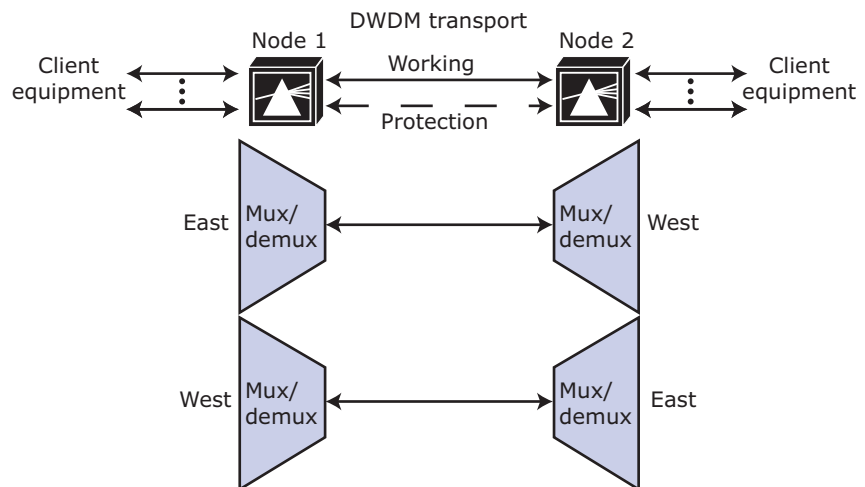 DWDM transport
Node 1
Node 2
Client
equipment
Working
Protection
Client
equipment
East
Mux/
demux
Mux/
demux
West
West
Mux/
demux
Mux/
demux
East